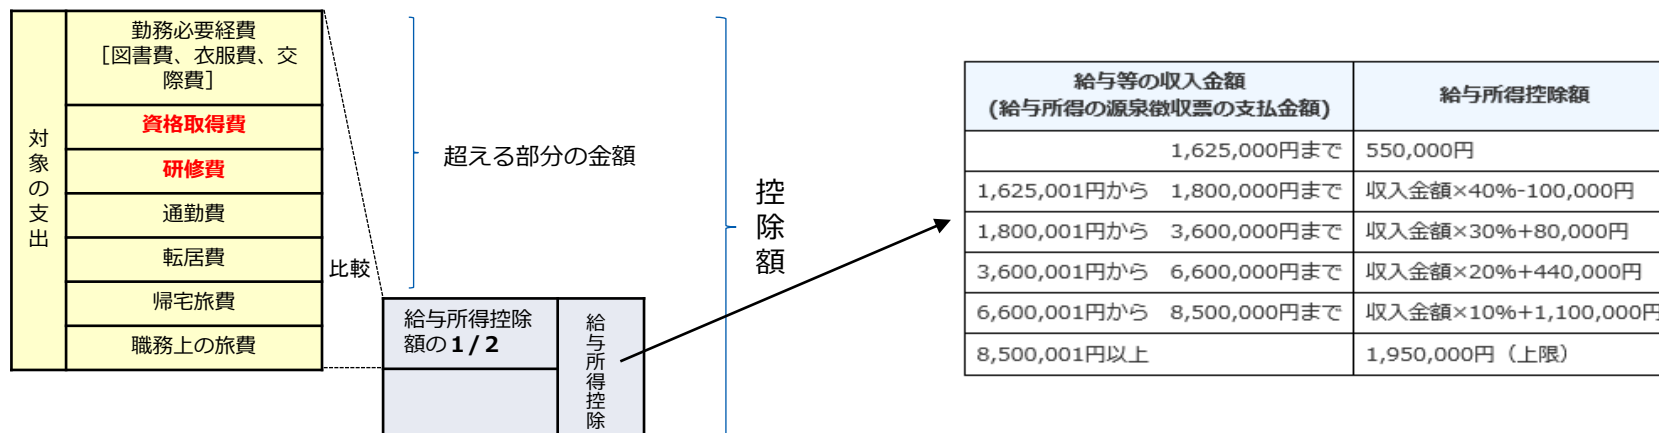 対象の支出
勤務必要経費
［図書費、衣服費、交
際費］
資格取得費
研修費
通勤費
転居費
帰宅旅費
職務上の旅費
比較
超える部分の金額
給与所得控除
額の1/2
給与所得控除
控除額
給与等の収入金額
(給与所得の源泉徴収票の支払金額)
給与所得控除額
1,625,000円まで
550,000円
1,625,001円から 1,800,000円まで
収入金額×40%-100,000円
1,800,001円から 3,600,000円まで
収入金額×30%+80,000円
3,600,001円から 6,600,000円まで
収入金額×20%+440,000円
6,600,001円から 8,500,000円まで
収入金額×10%+1,100,000円
8,500,001円以上
1,950,000円（上限）